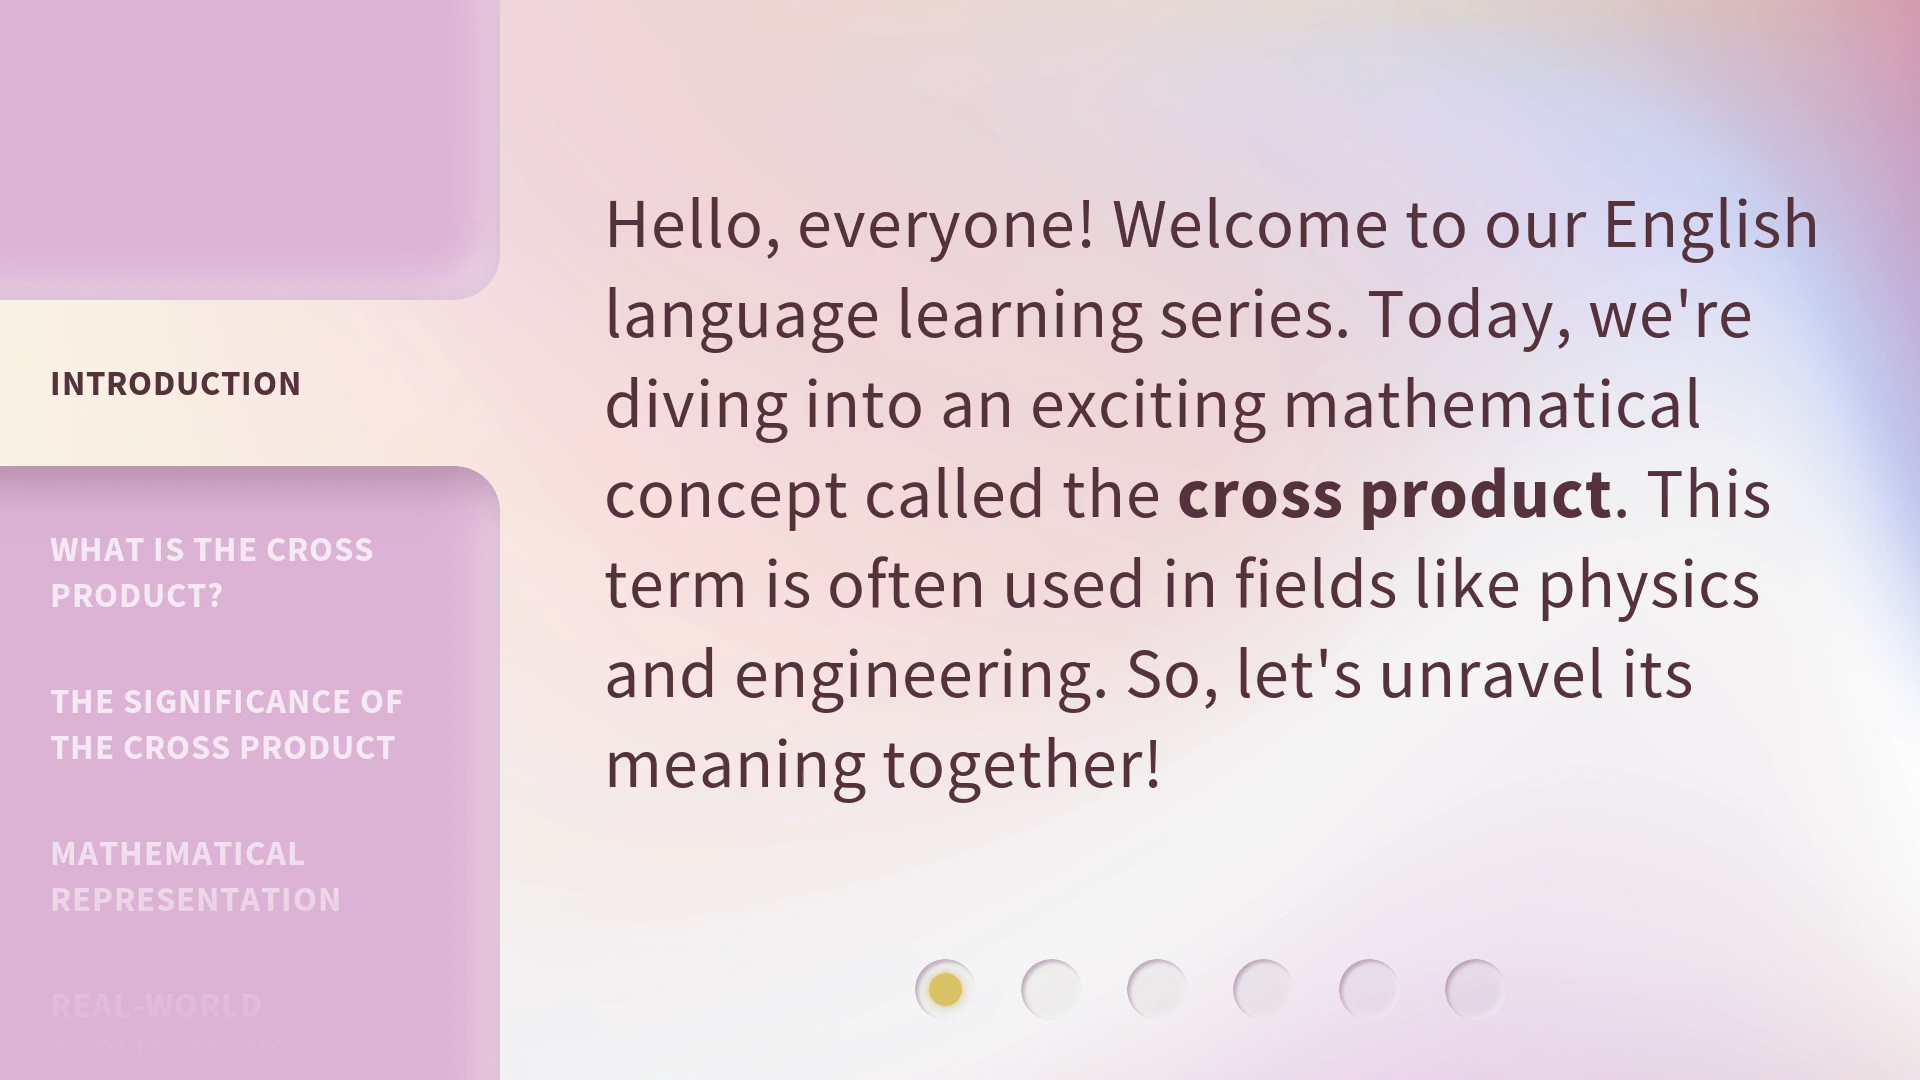 INTRODUCTION
WHAT IS THE CROSS
PRODUCT?
THE SIGNIFICANCE OF
THE CROSS PRODUCT
MATHEMATICAL
REPRESENTATION
REAL-WORLD
APPLICATIONS
Hello, everyone! Welcome to our English
language learning series. Today, we're
diving into an exciting mathematical
concept called the cross product. This
term is often used in fields like physics
and engineering. So, let's unravel its
meaning together!